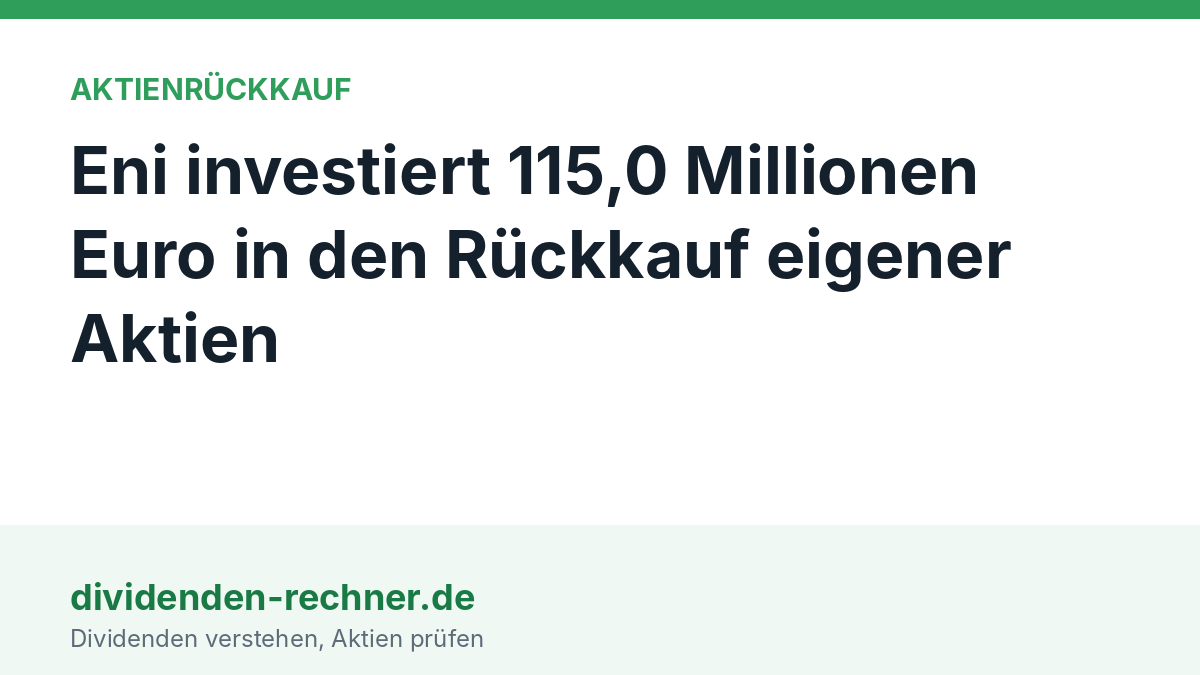 AKTIENRÜCKKAUF
Eni investiert 115,0 Millionen
Euro in den Rückkauf eigener
Aktien
dividenden-rechner.de
Dividenden verstehen, Aktien prüfen